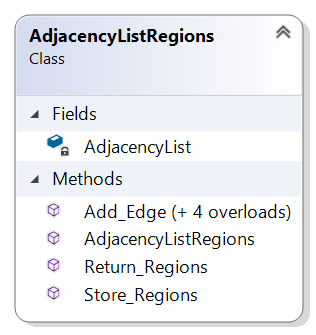 AdjacencyListRegions
Class
Fields
AdjacencyList
Methods
Add_Edge (+ 4 overloads)
AdjacencyListRegions
Return_Regions
Store_Regions